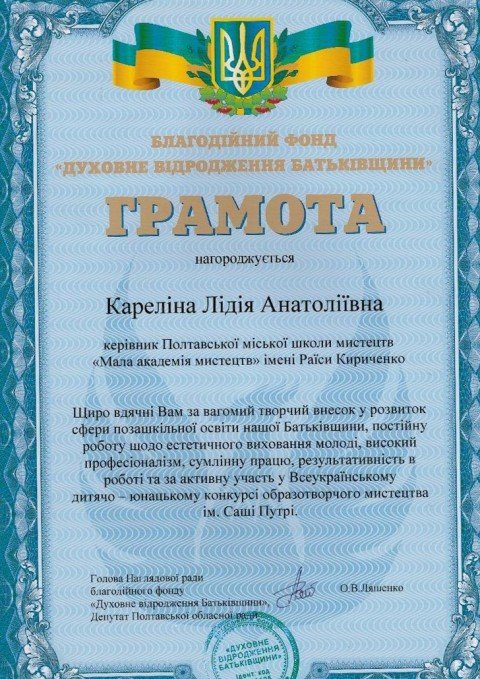 БЛАГОДІЙНИЙ ФОНД
«ДУХОВНЕ ВІДРОДЖЕННЯ БАТЬКІВЩИНИ»
ГРАМОТА
нагороджується
Кареліна Лідія Анатоліївна
керівник Полтавської міської школи мистецтв
«Мала академія мистецтв» імені Раїси Кириченко
Щиро вдячні Вам за вагомий творчий внесок у розвиток
сфери позашкільної освіти нашої Батьківщини, постійну
роботу щодо естетичного виховання молоді, високий
професіоналізм, сумлінну працю, результативність в
роботі та за активну участь у Всеукраїнському
дитячо – юнацькому конкурсі образотворчого мистецтва
ім. Саші Путрі.
Голова Наглядової ради
благодійного фонду
«Духовне відродження Батьківщини»,
Депутат Полтавської обласної ради
О.В.Ляшенко
«ДУХОВНЕ
ВІДРОДЖЕННЯ
БАТЬКІВЩИНИ»
ідент. код